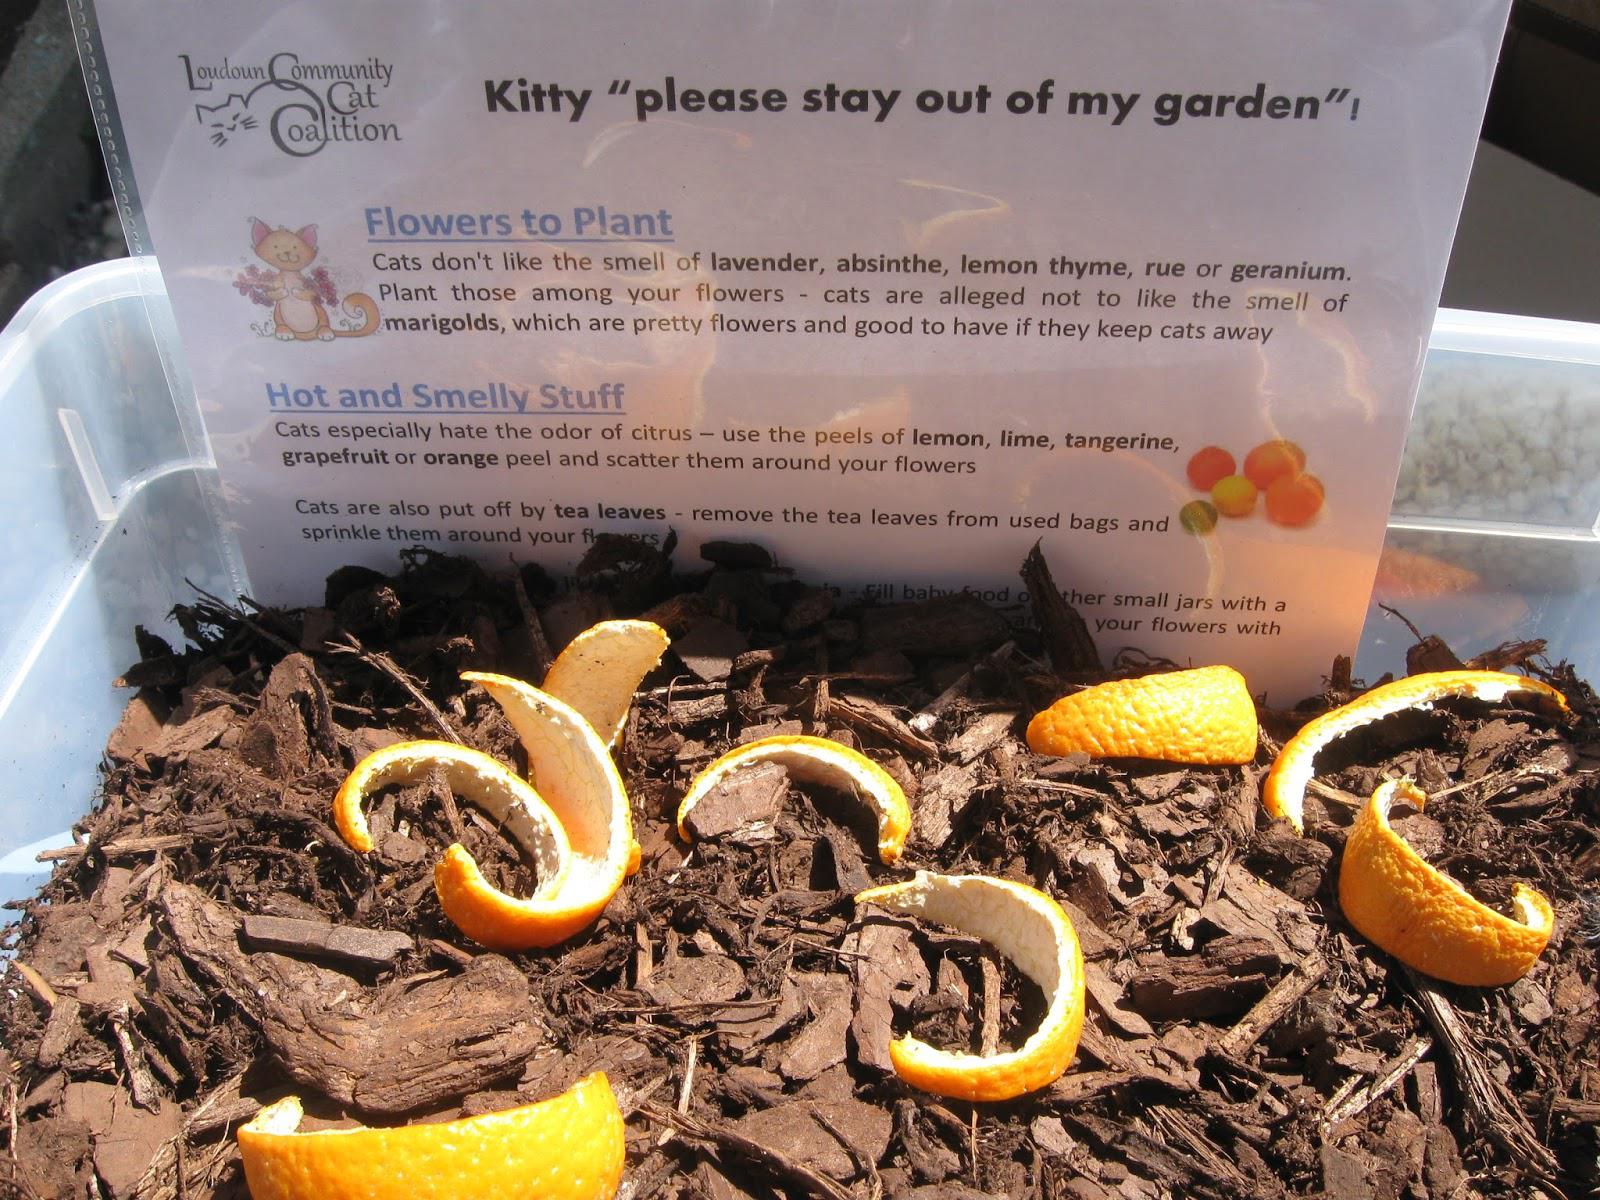 Loudoun Community
Cat
Coalition
Kitty “please stay out of my garden”!
Flowers to Plant
Cats don't like the smell of lavender, absinthe, lemon thyme, rue or geranium.
Plant those among your flowers - cats are alleged not to like the smell of
marigolds, which are pretty flowers and good to have if they keep cats away
Hot and Smelly Stuff
Cats especially hate the odor of citrus – use the peels of lemon, lime, tangerine,
grapefruit or orange peel and scatter them around your flowers
Cats are also put off by tea leaves - remove the tea leaves from used bags and
sprinkle them around your flowers
- Fill baby food small jars with a
your flowers with